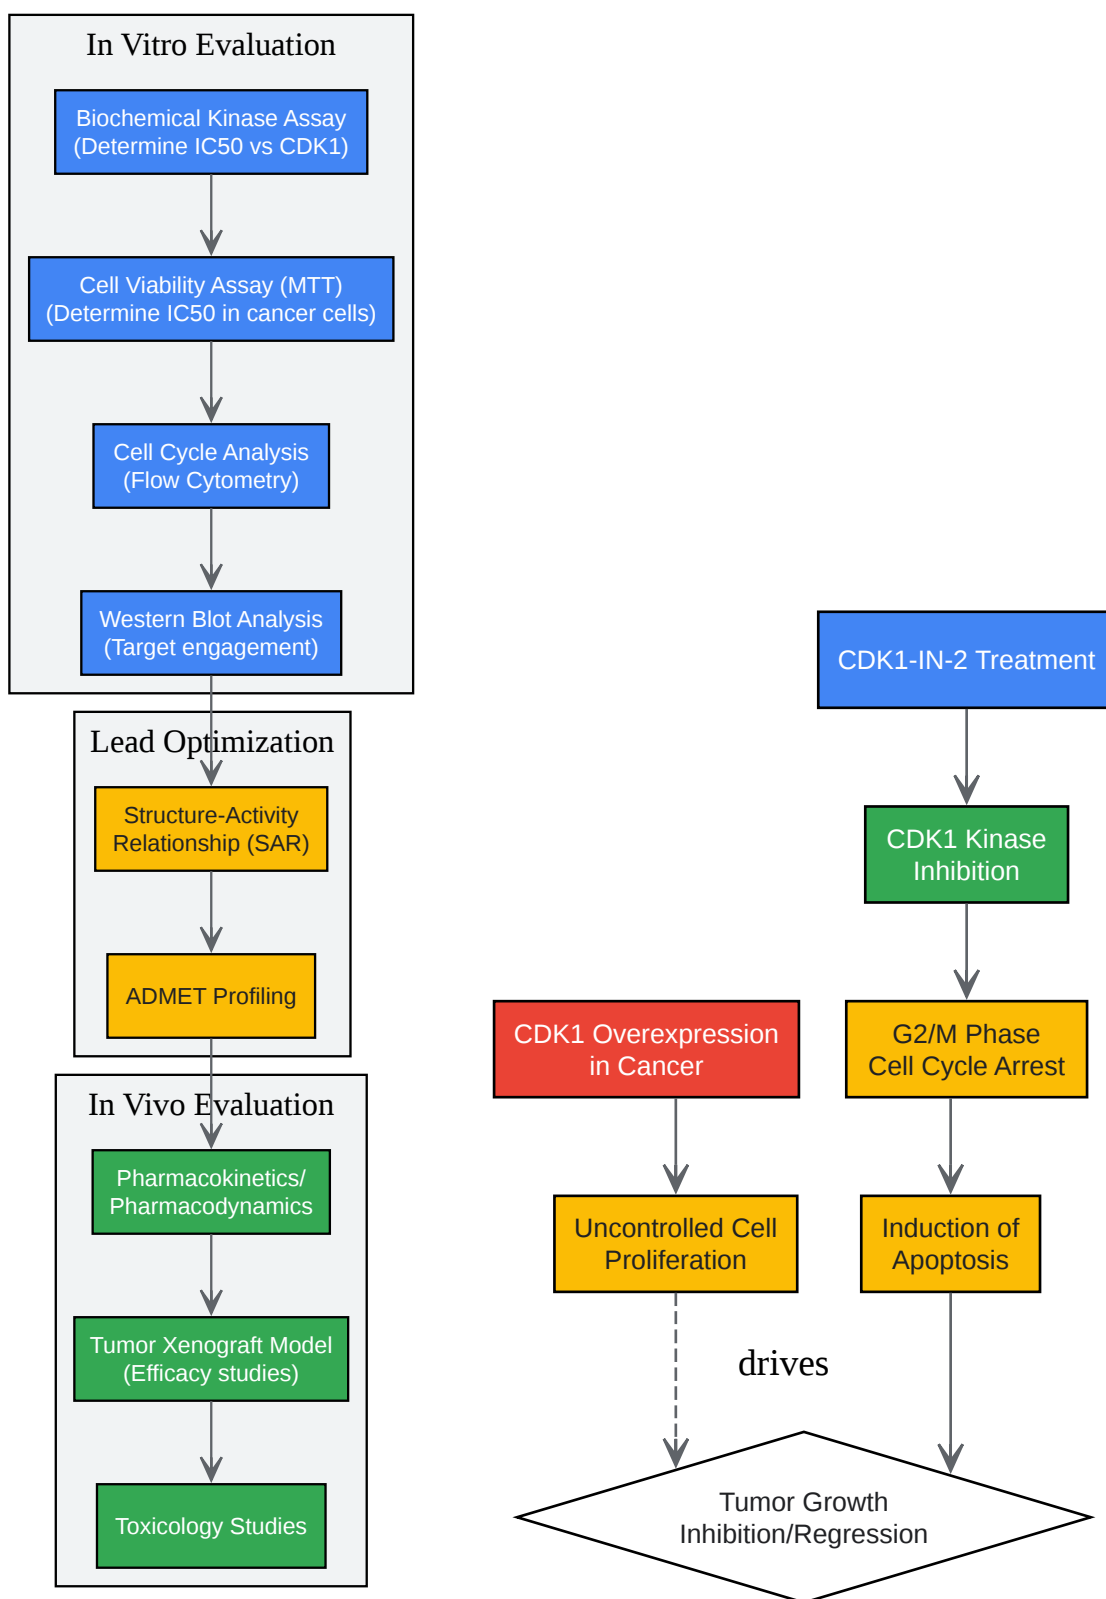 In Vitro Evaluation
Biochemical Kinase Assay
(Determine IC50 vs CDK1)
Cell Viability Assay (MTT)
(Determine IC50 in cancer cells)
Cell Cycle Analysis
(Flow Cytometry)
Western Blot Analysis
(Target engagement)
Lead Optimization
Structure-Activity
Relationship (SAR)
ADMET Profiling
In Vivo Evaluation
Pharmacokinetics/
Pharmacodynamics
Tumor Xenograft Model
(Efficacy studies)
Toxicology Studies
CDK1-IN-2 Treatment
CDK1 Kinase
Inhibition
CDK1 Overexpression
in Cancer
G2/M Phase
Cell Cycle Arrest
Uncontrolled Cell
Proliferation
Induction of
Apoptosis
drives
Tumor Growth
Inhibition/Regression